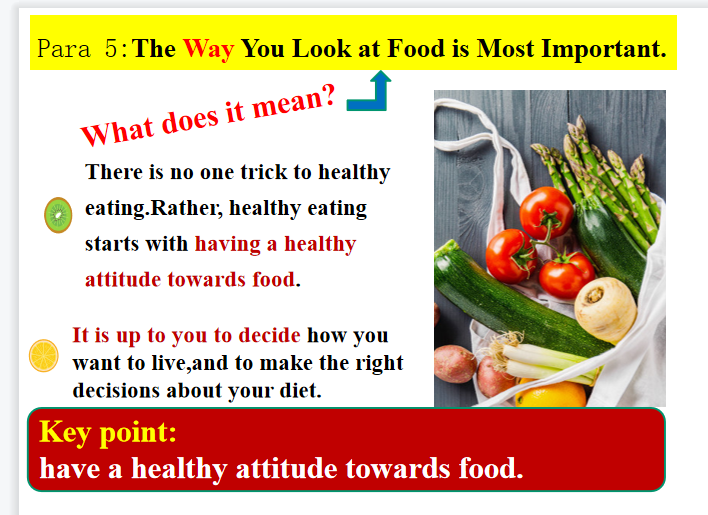 Para 5:The Way You Look at Food is Most Important.
What does it mean?
There is no one trick to healthy
eating.Rather, healthy eating
starts with having a healthy
attitude towards food.
It is up to you to decide how you
want to live,and to make the right
decisions about your diet.
Key point:
have a healthy attitude towards food.